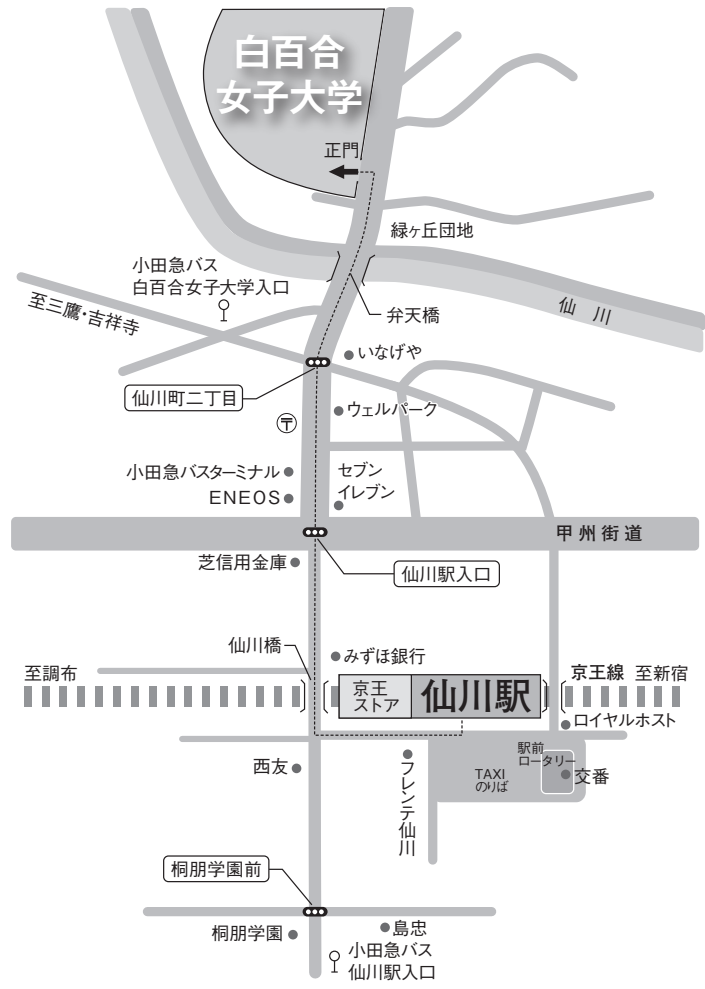 白百合
女子大学
正門
緑ヶ丘団地
小田急バス
白百合女子大学入口
至三鷹・吉祥寺
仙川
弁天橋
いなげや
仙川町二丁目
ウェルパーク
〒
小田急バスターミナル
セブン
イレブン
ENEOS
甲州街道
芝信用金庫
仙川駅入口
仙川橋
みずほ銀行
至調布
京王
ストア
仙川駅
京王線 至新宿
ロイヤルホスト
駅前
ロータリー
西友
フレンテ仙川
TAXI
のりば
交番
桐朋学園前
桐朋学園
島忠
小田急バス
仙川駅入口